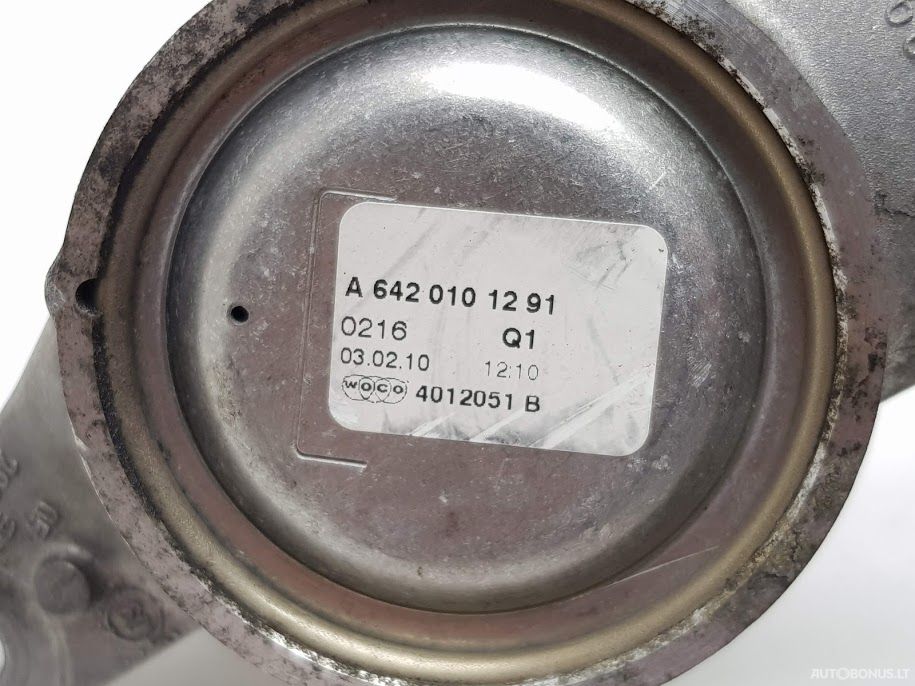 A 642 010 12 91
0216 Q1
03.02.10 12:10
WOCO 4012051 B
AUTOBONUS.LT